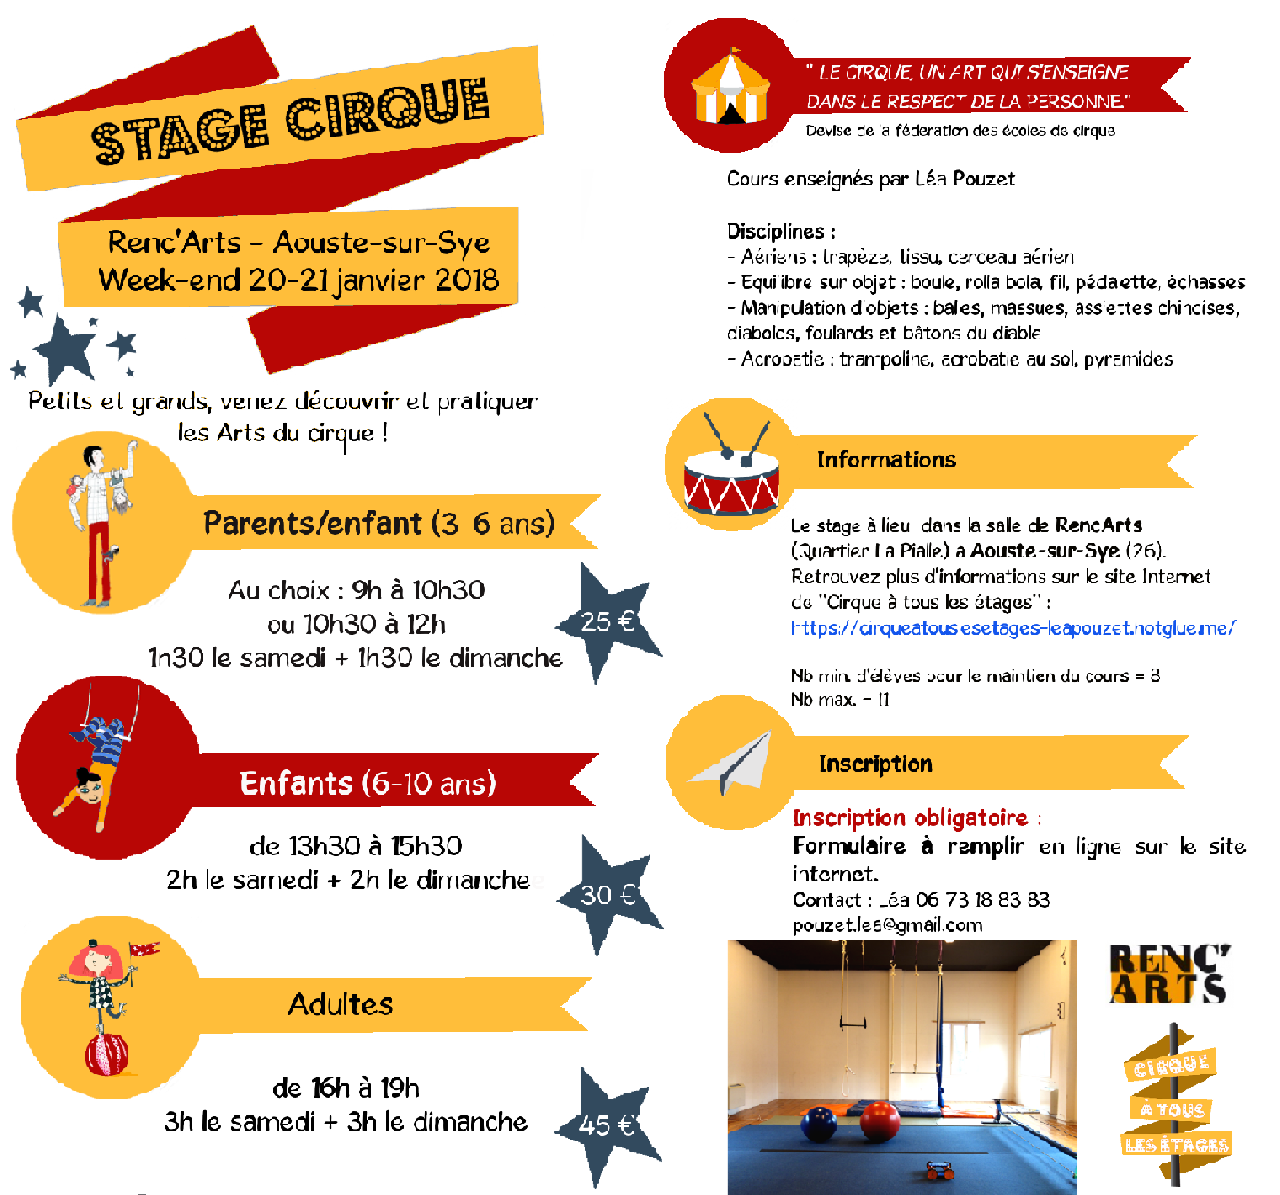 STAGE CIRQUE
Renc'Arts - Aouste-sur-Sye
Week-end 20-21 janvier 2018
Petits et grands, venez découvrir et pratiquer
les Arts du cirque !
Parents/enfant (3 6 ans)
Au choix : 9h à 10h30
ou 10h30 à 12h
1h30 le samedi + 1h30 le dimanche
25 €
Enfants (6-10 ans)
de 13h30 à 15h30
2h le samedi + 2h le dimanche
30 €
Adultes
de 16h à 19h
3h le samedi + 3h le dimanche
45 €
" LE CIRQUE, UN ART QUI S'ENSEIGNE
DANS LE RESPECT DE LA PERSONNE."
Devise de la féderation des écoles de cirque
Cours enseignés par Léa Pouzet
Disciplines :
- Aériens : trapèze, tissu, cerceau aérien
- Equilibre sur objet : boule, rolla bola, fil, pédalette, échasses
- Manipulation d'objets : balles, massues, assiettes chinoises,
diabolos, foulards et bâtons du diable
- Acrobatie : trampoline, acrobatie au sol, pyramides
Informations
Le stage à lieu dans la salle de Renc'Arts
(Quartier La Pialle) a Aouste-sur-Sye (26).
Retrouvez plus d'informations sur le site Internet
de "Cirque à tous les étages" :
https://cirqueatouslesetages-leapouzet.notglue.me/
Nb min. d'élèves pour le maintien du cours = 8
Nb max. = 11
Inscription
Inscription obligatoire :
Formulaire à remplir en ligne sur le site
internet.
Contact : Léa 06 73 18 83 83
pouzet.lea@gmail.com
RENC'
ARTS
CIRQUE
À TOUS
LES ÉTAGES